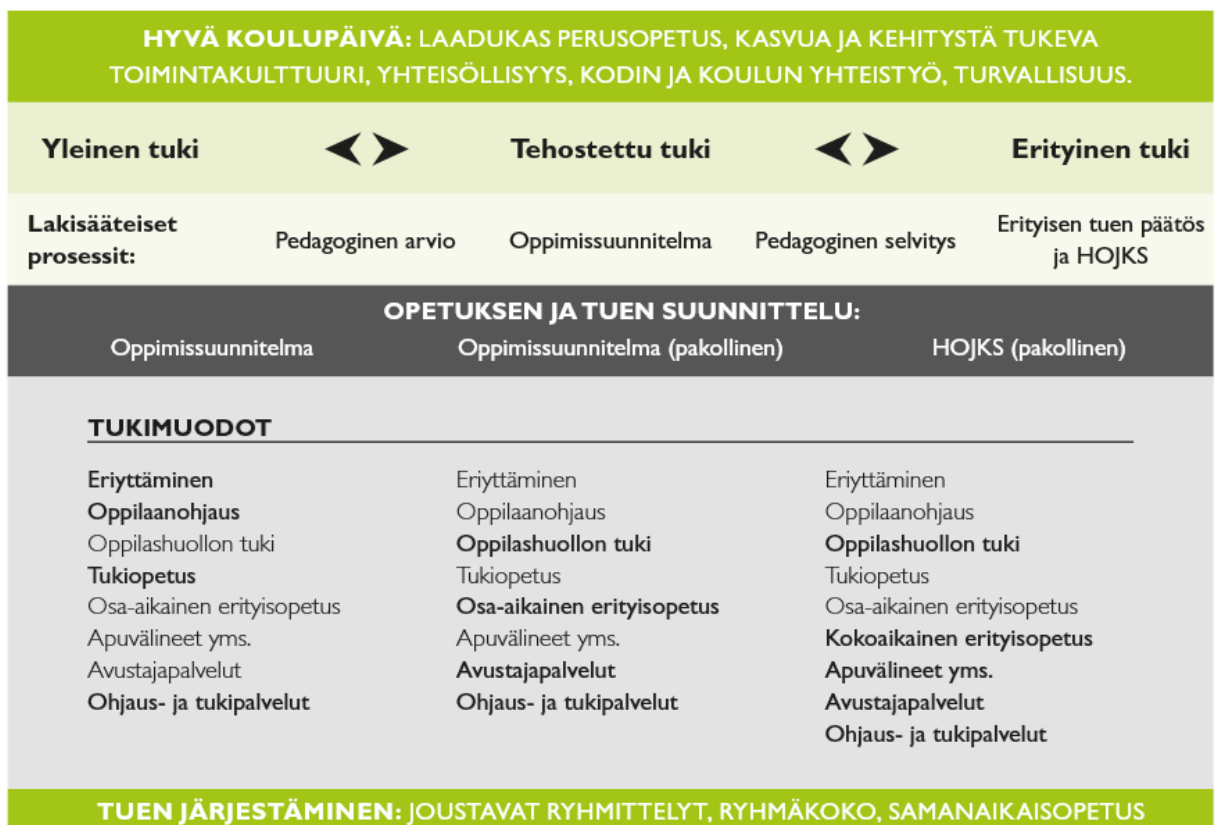 HYVÄ KOULUPÄIVÄ: LAADUKAS PERUSOPETUS, KASVUA JA KEHITYSTÄ TUKEVA
TOIMINTAKULTTUURI, YHTEISÖLLISYYS, KODIN JA KOULUN YHTEISTYÖ, TURVALLISUUS.
Yleinen tuki Tehostettu tuki Erityinen tuki
Lakisääteiset
prosessit:
Pedagoginen arvio
Oppimissuunnitelma
Pedagoginen selvitys
Erityisen tuen päätös
ja HOJKS
OPETUKSEN JA TUEN SUUNNITTELU:
Oppimissuunnitelma Oppimissuunnitelma (pakollinen) HOJKS (pakollinen)
TUKIMUODOT
Eriyttäminen
Oppilaanohjaus
Oppilashuollon tuki
Tukiopetus
Osa-aikainen erityisopetus
Apuvälineet yms.
Avustajapalvelut
Ohjaus- ja tukipalvelut
Eriyttäminen
Oppilaanohjaus
Oppilashuollon tuki
Tukiopetus
Osa-aikainen erityisopetus
Apuvälineet yms.
Avustajapalvelut
Ohjaus- ja tukipalvelut
Eriyttäminen
Oppilaanohjaus
Oppilashuollon tuki
Tukiopetus
Osa-aikainen erityisopetus
Kokoaikainen erityisopetus
Apuvälineet yms.
Avustajapalvelut
Ohjaus- ja tukipalvelut
TUEN JÄRJESTÄMINEN: JOUSTAVAT RYHMITTELYT, RYHMÄKOKO, SAMANAIKAISOPETUS